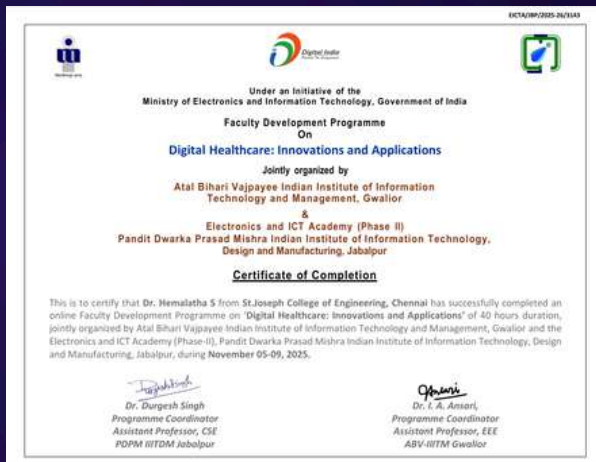 EICTA/JBP/2025-26/3143
Digital India
Under an Initiative of the
Ministry of Electronics and Information Technology, Government of India
Faculty Development Programme
On
Digital Healthcare: Innovations and Applications
Jointly organized by
Atal Bihari Vajpayee Indian Institute of Information
Technology and Management, Gwalior
&
Electronics and ICT Academy (Phase II)
Pandit Dwarka Prasad Mishra Indian Institute of Information Technology,
Design and Manufacturing, Jabalpur
Certificate of Completion
This is to certify that Dr. Hemalatha S from St.Joseph College of Engineering, Chennai has successfully completed an
online Faculty Development Programme on 'Digital Healthcare: Innovations and Applications' of 40 hours duration,
jointly organized by Atal Bihari Vajpayee Indian Institute of Information Technology and Management, Gwalior and the
Electronics and ICT Academy (Phase-II), Pandit Dwarka Prasad Mishra Indian Institute of Information Technology, Design
and Manufacturing, Jabalpur, during November 05-09, 2025.
Dr. Durgesh Singh
Programme Coordinator
Assistant Professor, CSE
PDPM IIITDM Jabalpur
Dr. I. A. Ansari,
Programme Coordinator
Assistant Professor, EEE
ABV-IIITM Gwalior